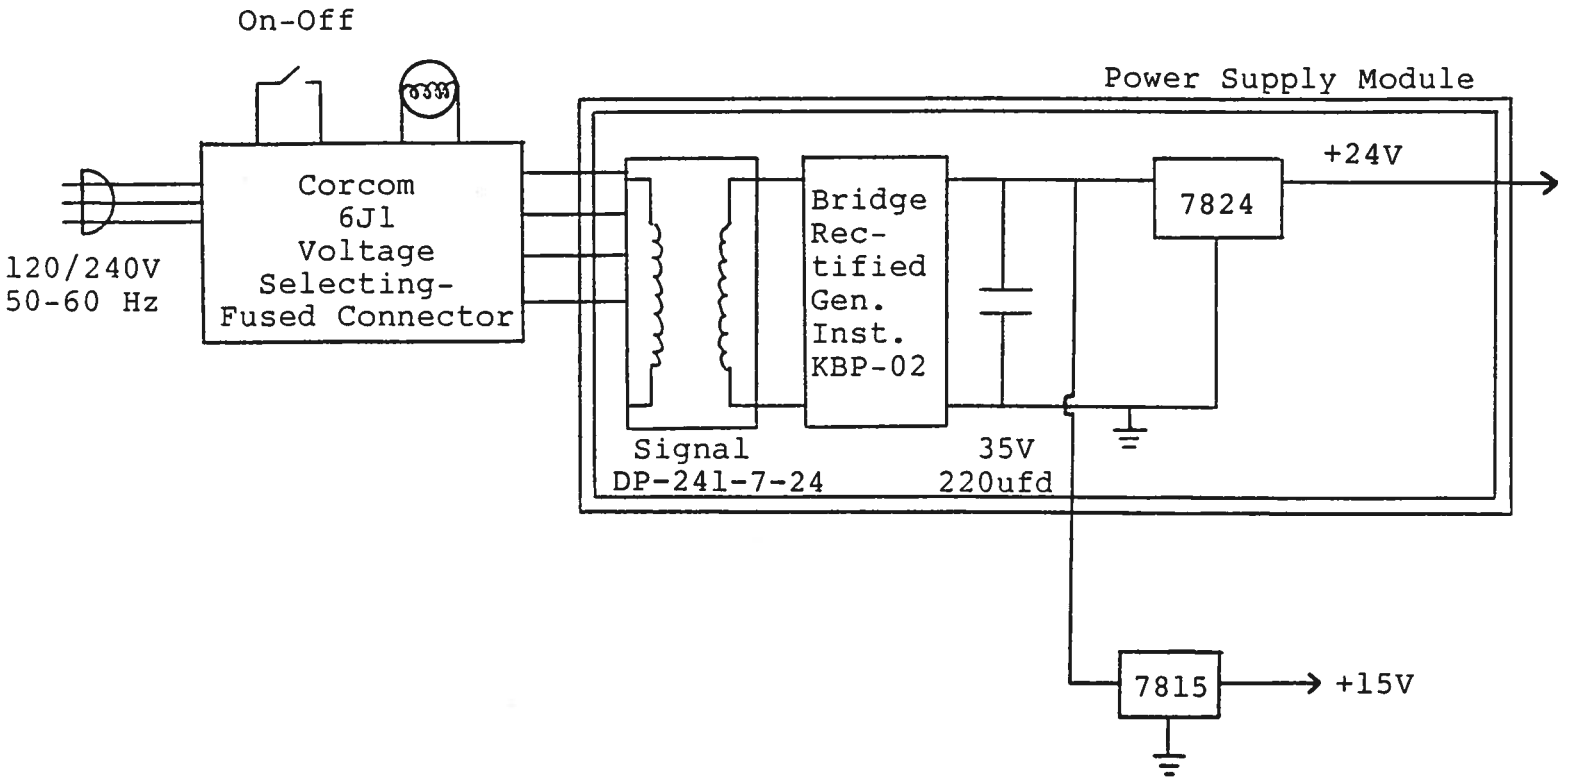 On-Off
Power Supply Module
+24V
Corcom
6J1
Voltage
Selecting-
Fused Connector
120/240V
50-60 Hz
Bridge
Rec-
tified
Gen.
Inst.
KBP-02
7824
Signal
DP-241-7-24
35V
220ufd
7815
+15V